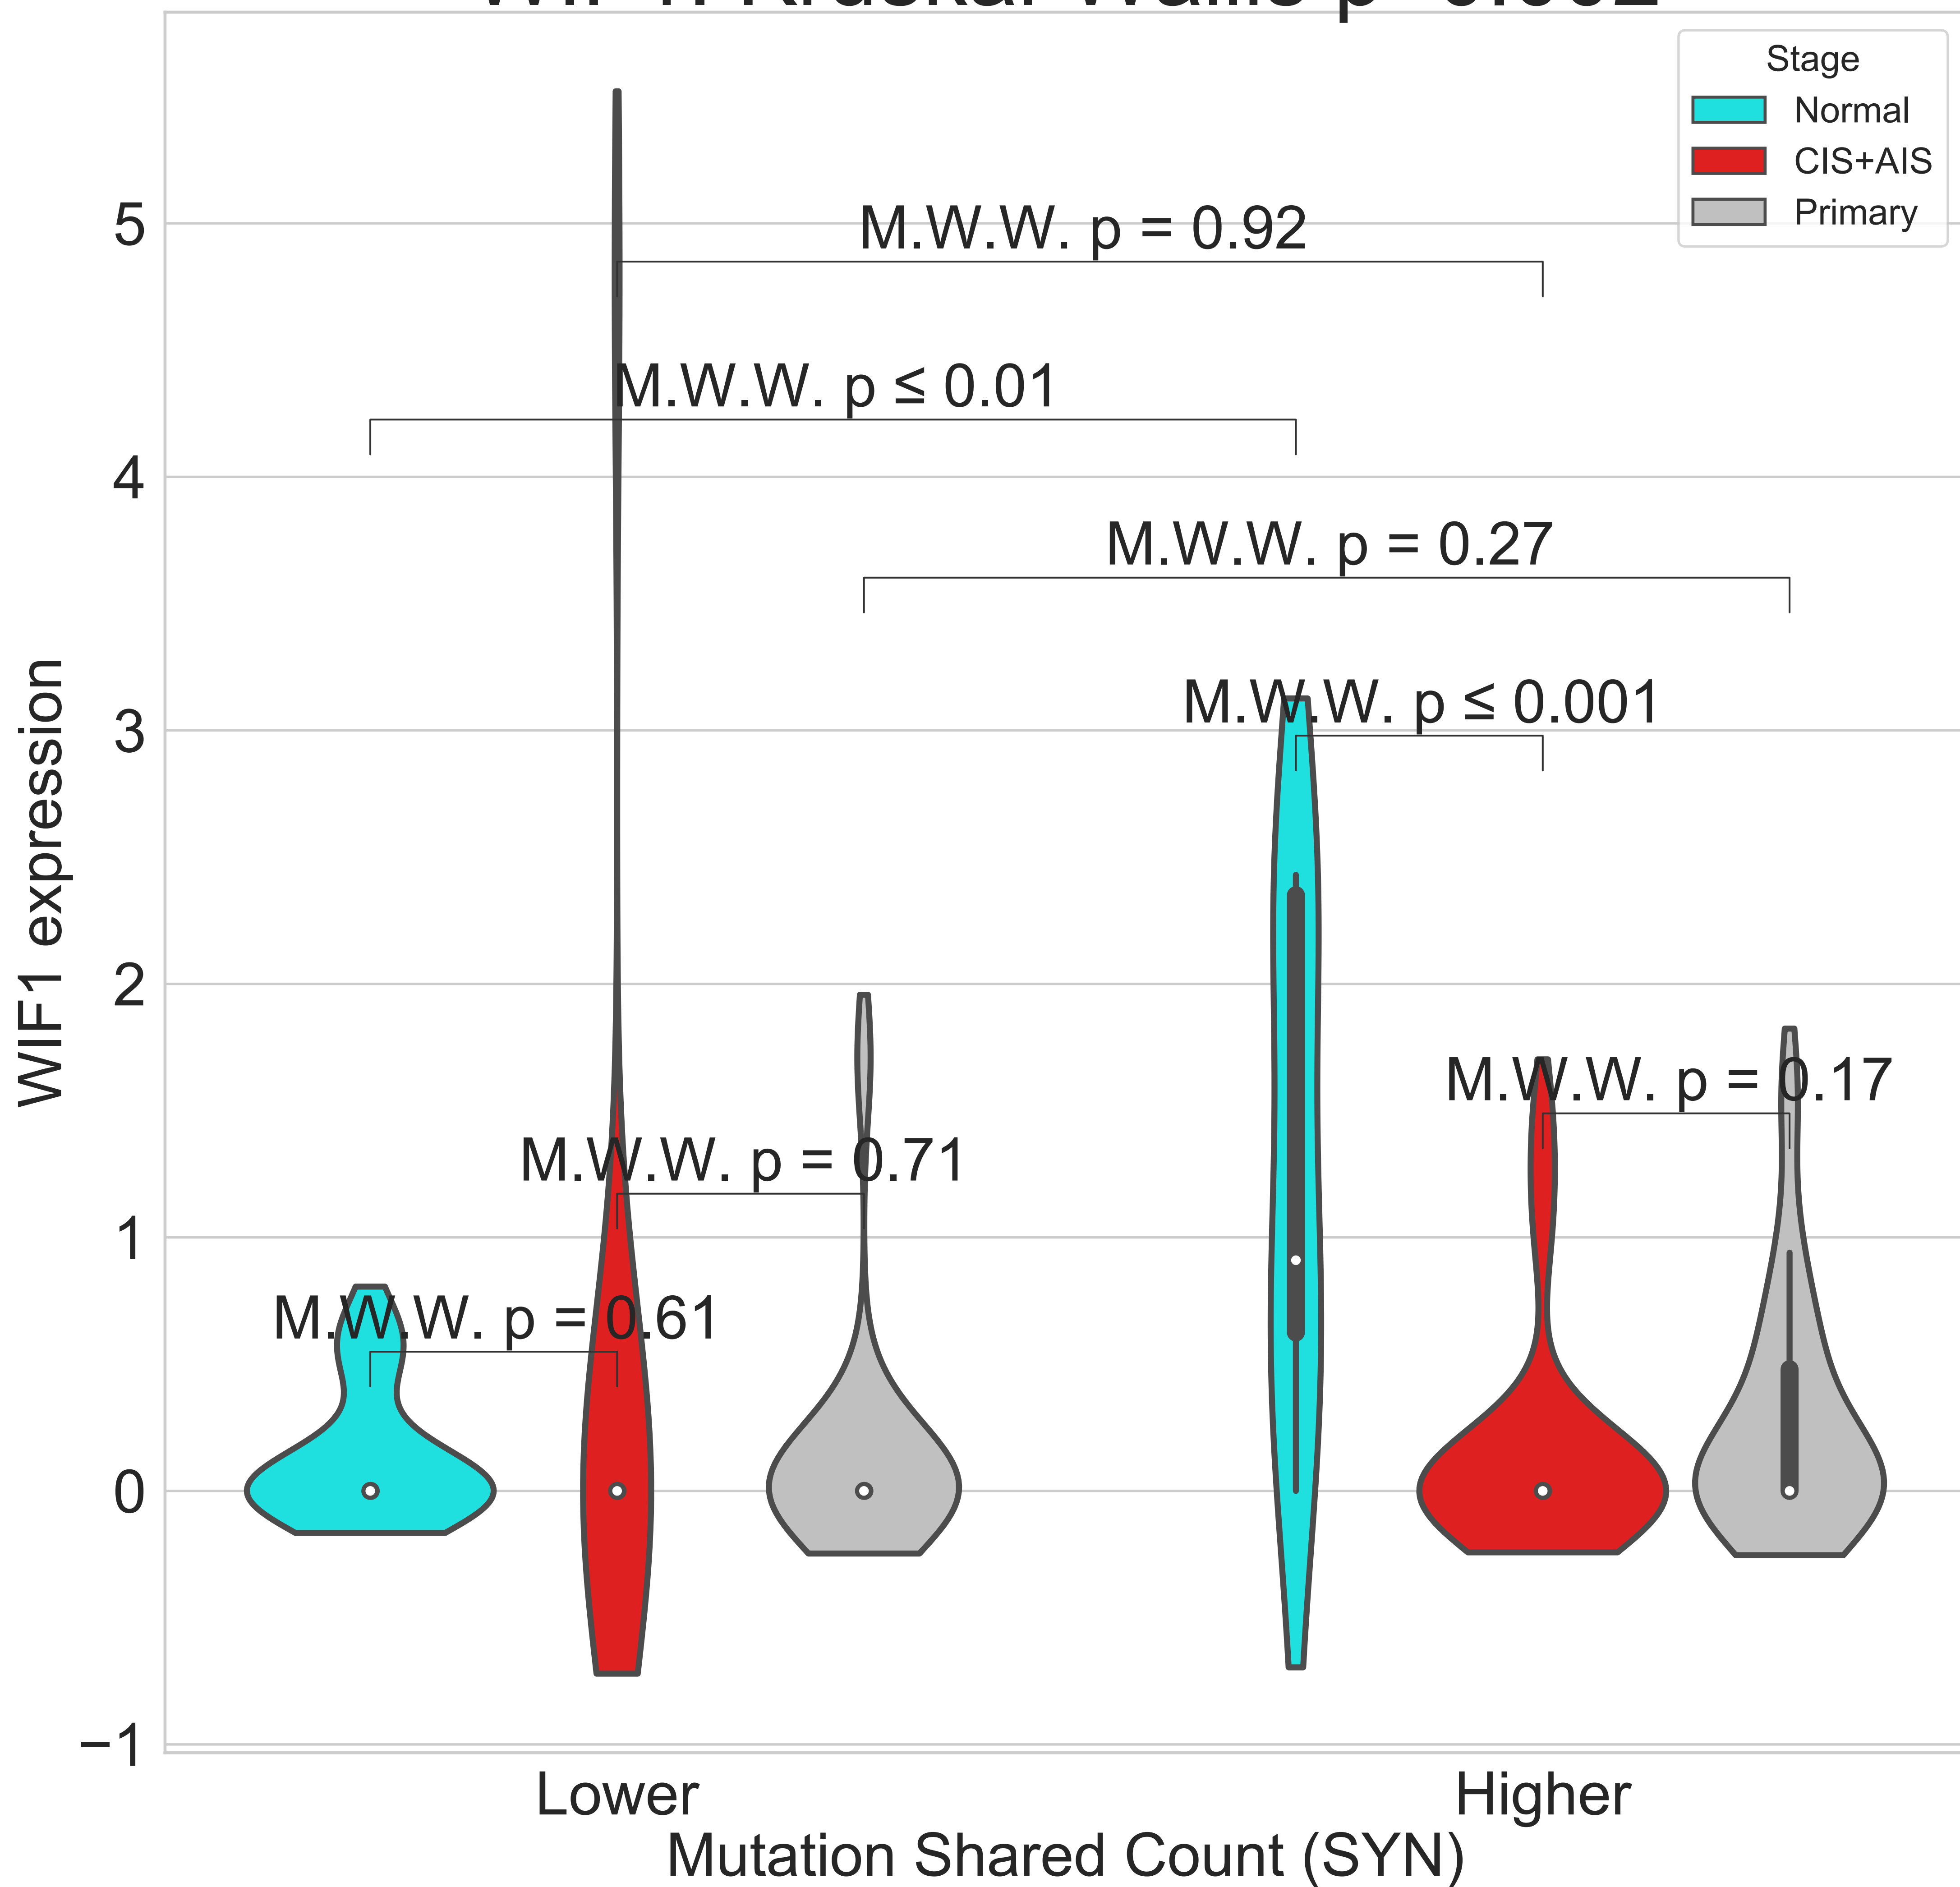 Stage
Normal
CIS+AIS
Primary
M.W.W. p = 0.92
M.W.W. p ≤ 0.01
M.W.W. p = 0.27
M.W.W. p ≤ 0.001
M.W.W. p = 0.17
M.W.W. p = 0.71
M.W.W. p = 0.61
5
4
3
2
1
0
−1
WIF1 expression
Lower
Higher
Mutation Shared Count (SYN)